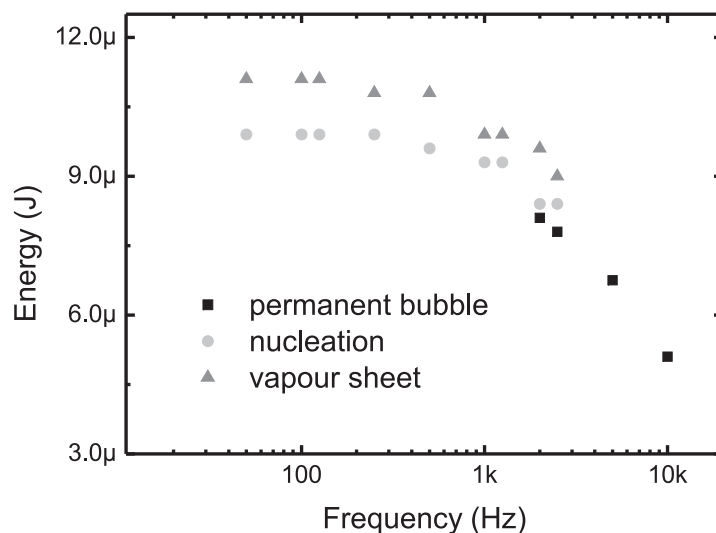 12.0µ
9.0µ
6.0µ
3.0µ
Energy (J)
permanent bubble
nucleation
vapour sheet
100
1k
10k
Frequency (Hz)